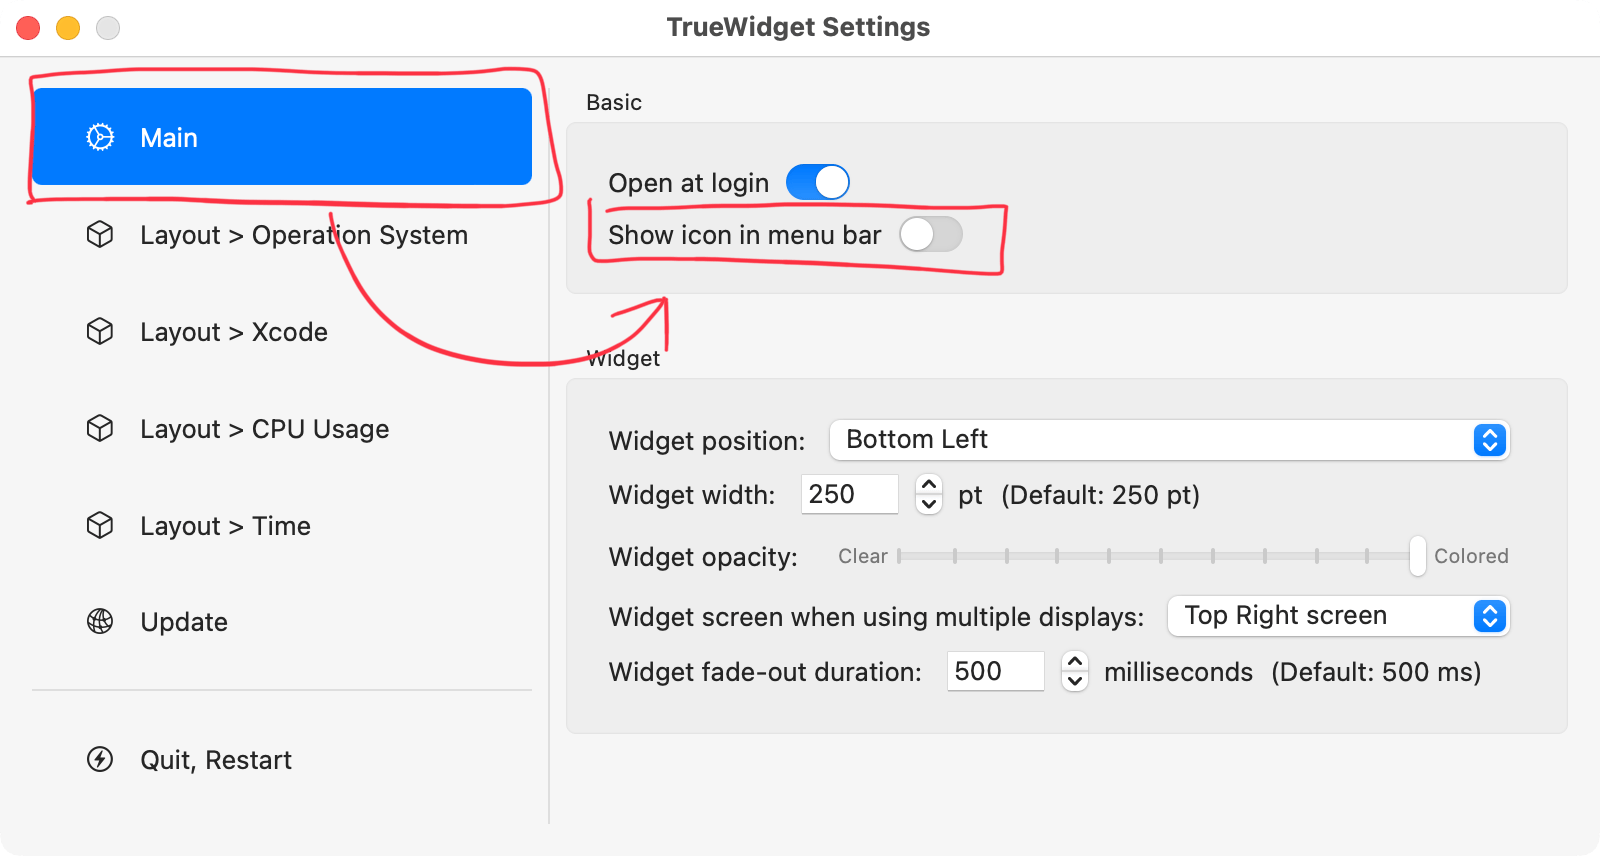 TrueWidget Settings
Main
Layout > Operation System
Layout > Xcode
Layout > CPU Usage
Layout > Time
Update
Quit, Restart
Basic
Open at login
Show icon in menu bar
Widget
Widget position: Bottom Left
Widget width: 250 pt (Default: 250 pt)
Widget opacity: Clear Colored
Widget screen when using multiple displays: Top Right screen
Widget fade-out duration: 500 milliseconds (Default: 500 ms)